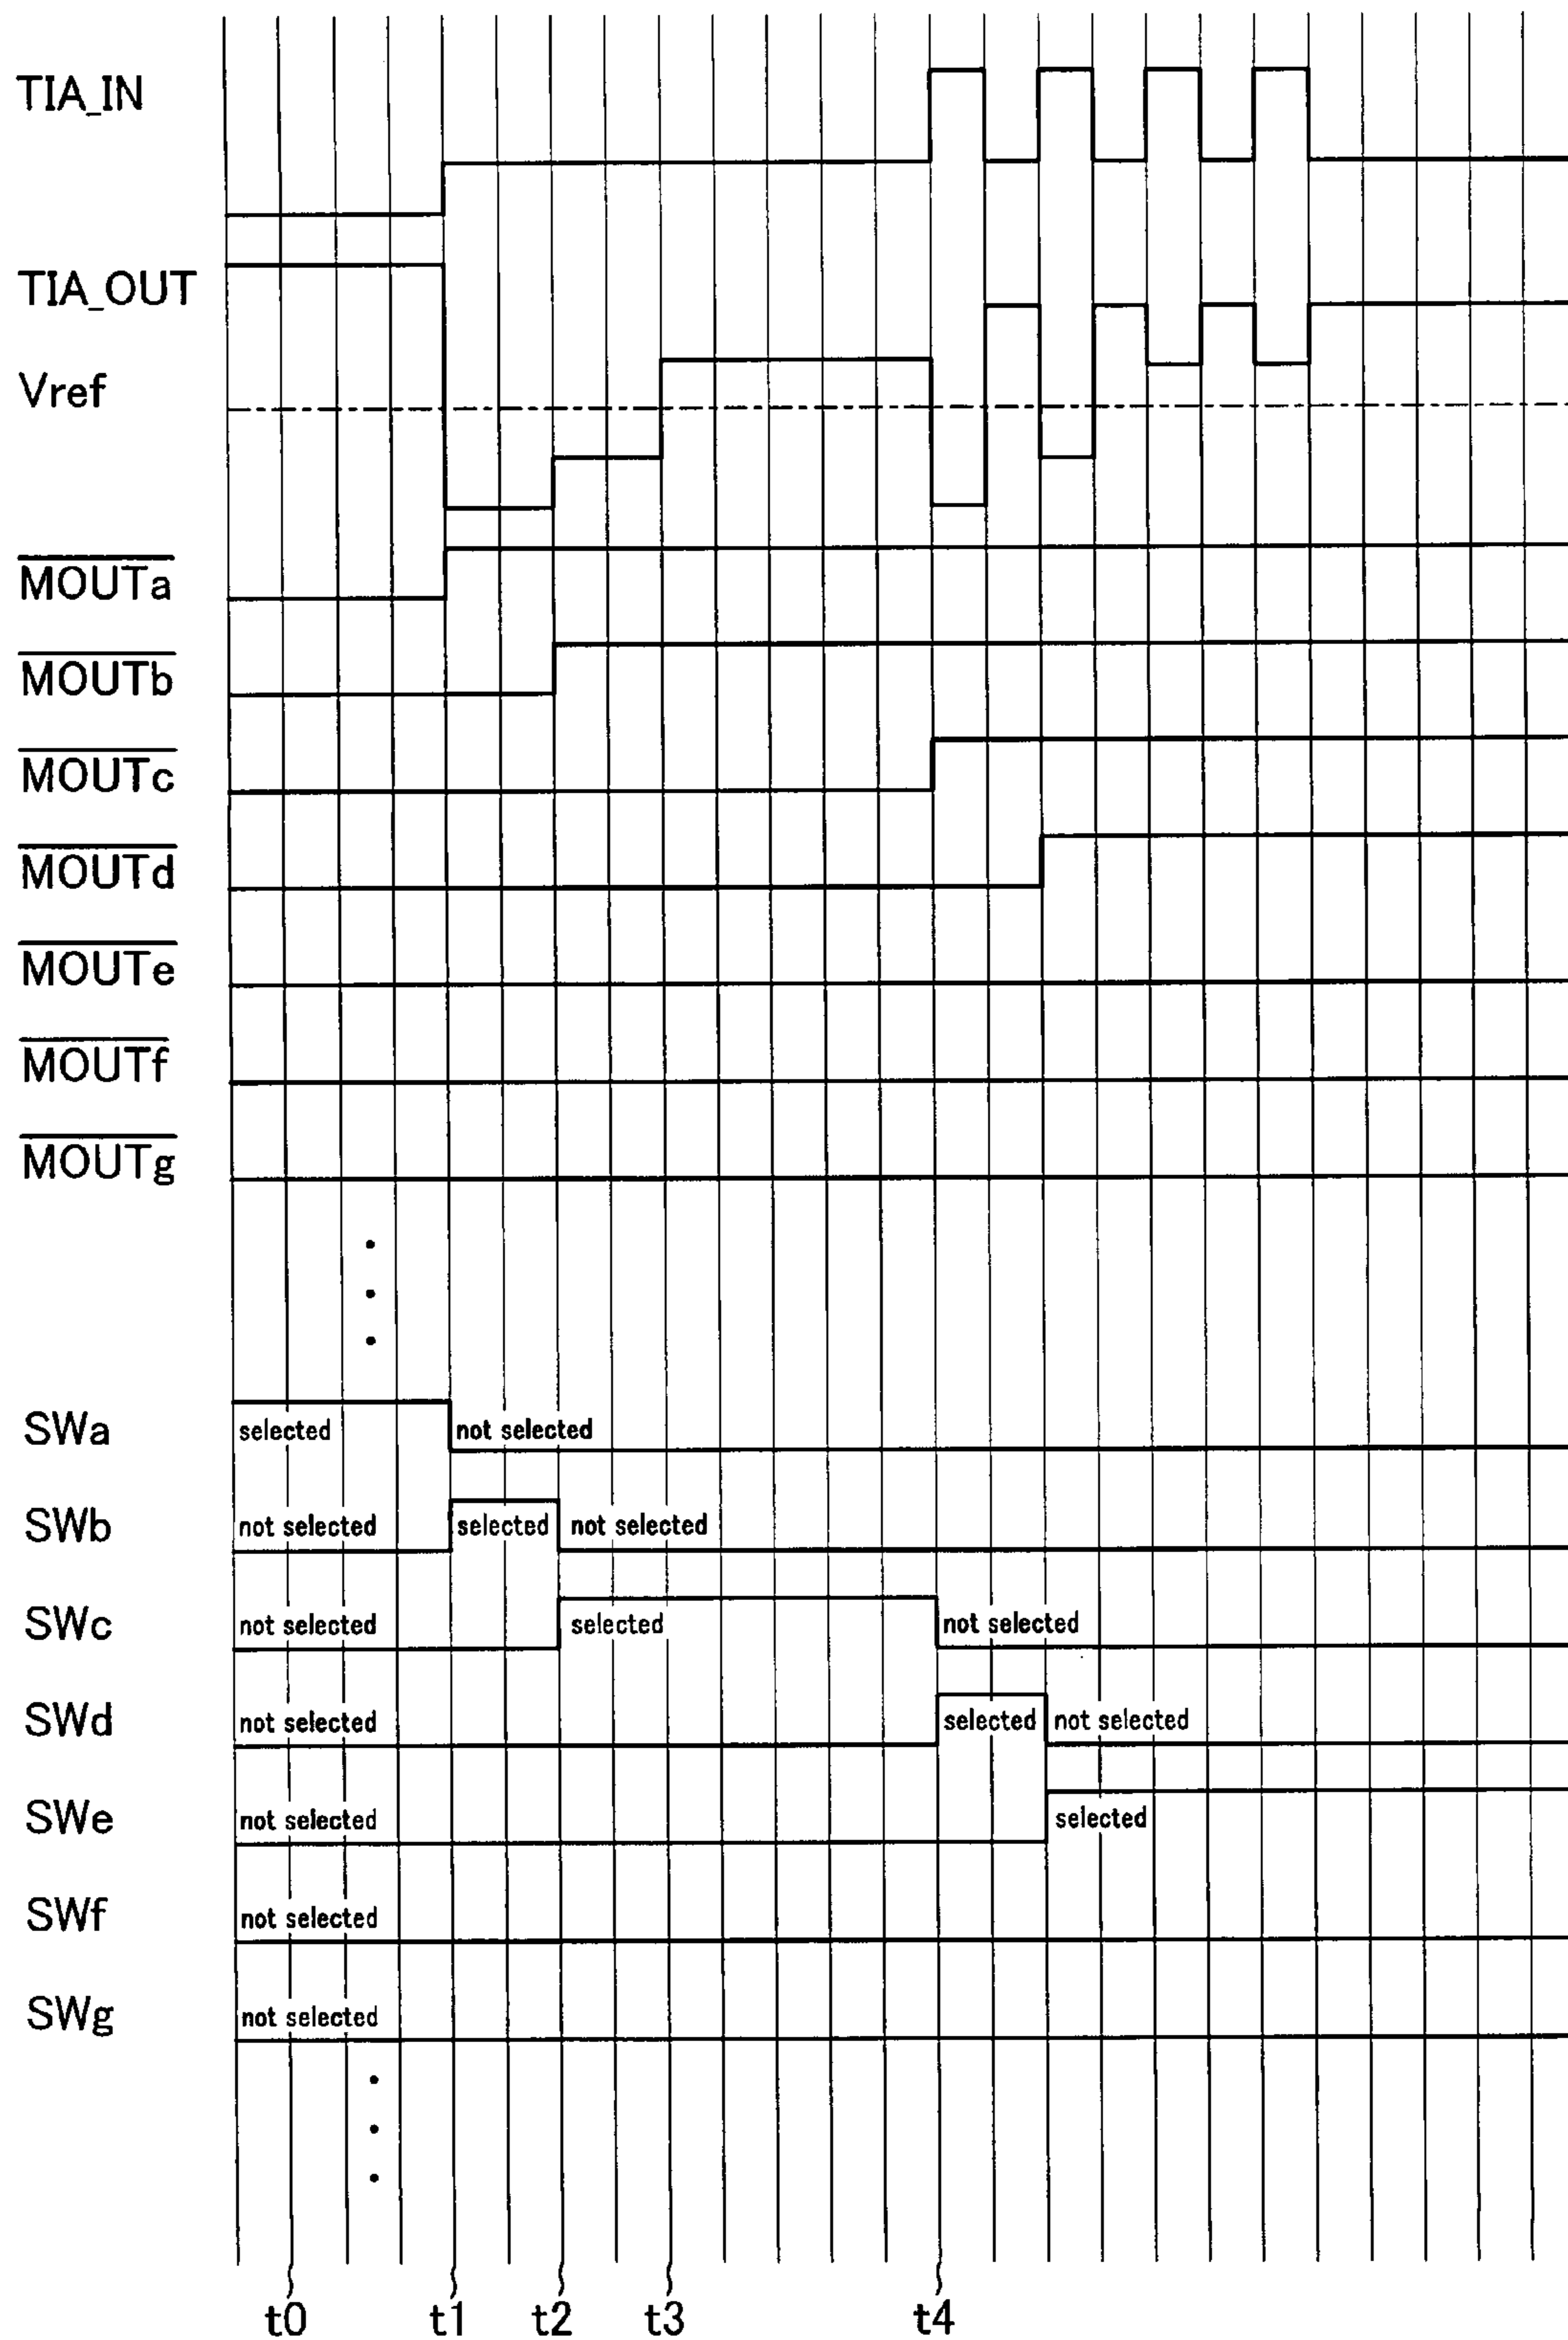 TIA_IN
TIA_OUT
Vref
MOUTa
MOUTb
MOUTc
MOUTd
MOUTe
MOUTf
MOUTg
SWa selected not selected
SWb not selected selected not selected
SWc not selected selected not selected
SWd not selected selected not selected
SWe not selected selected
SWf not selected
SWg not selected
t0 t1 t2 t3 t4